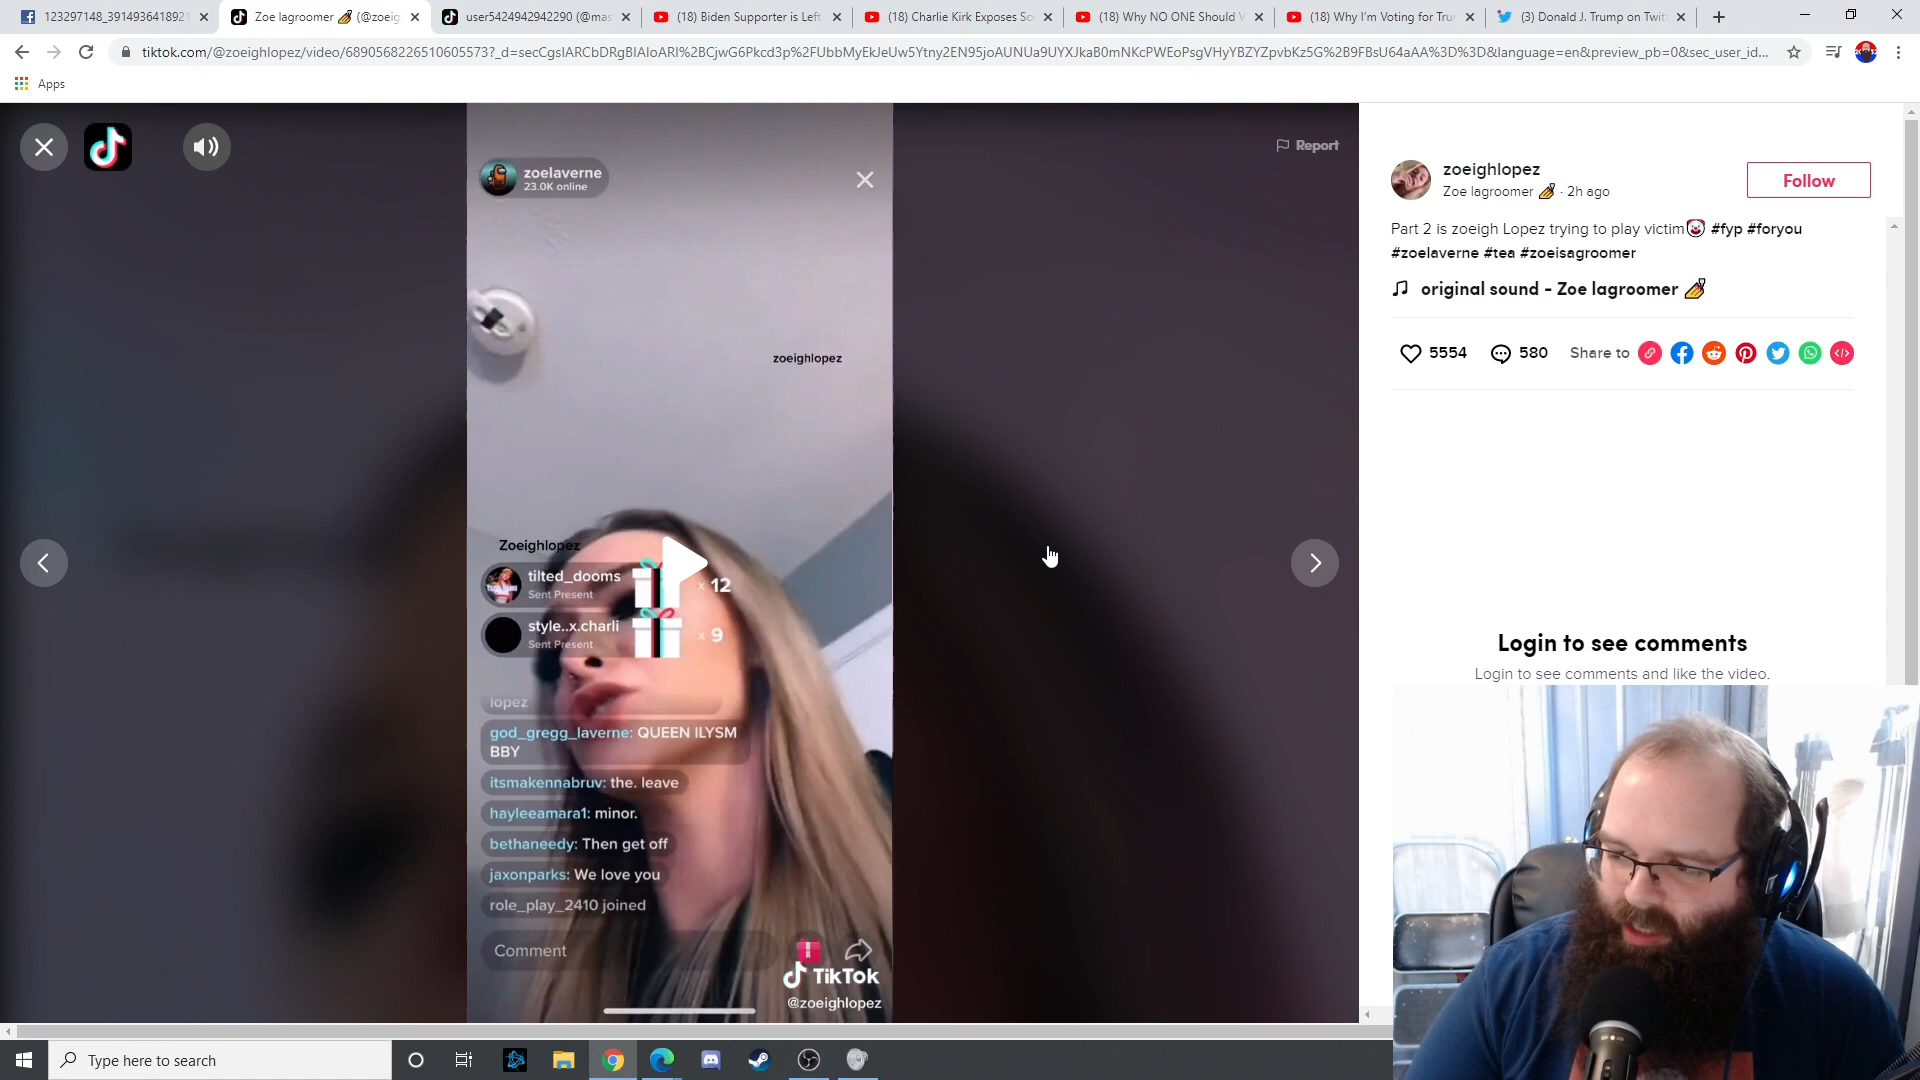 123297148_3914936418921
Zoe lagroomer 💅 (@zoeig
user5424942942290 (@mas
(18) Biden Supporter is Left
(18) Charlie Kirk Exposes So
(18) Why NO ONE Should V
(18) Why I'm Voting for Tru
(3) Donald J. Trump on Twit
tiktok.com/@zoeighlopez/video/6890568226510605573?_d=secCgsIARCbDRgBIAIoARI%2BCjwG6Pkcd3p%2FUbbMyEkJeUw5Ytny2EN95joAUNUa9UYXJkaB0mNKcPWEoPsgVHyYBZYZpvbKz5G%2B9FBsU64aAA%3D%3D&language=en&preview_pb=0&sec_user_id...
Apps
Report
zoelaverne
23.0K online
zoeighlopez
Zoeighlopez
tilted_dooms
Sent Present
x 12
style..x.charli
Sent Present
x 9
lopez
god_gregg_laverne: QUEEN ILYSM
BBY
itsmakennabruv: the. leave
hayleeamara1: minor.
bethaneedy: Then get off
jaxonparks: We love you
role_play_2410 joined
Comment
TikTok
@zoeighlopez
zoeighlopez
Zoe lagroomer 💅 · 2h ago
Follow
Part 2 is zoeigh Lopez trying to play victim🤡 #fyp #foryou
#zoelaverne #tea #zoeisagroomer
original sound - Zoe lagroomer 💅
5554
580
Share to
Login to see comments
Login to see comments and like the video.
Type here to search